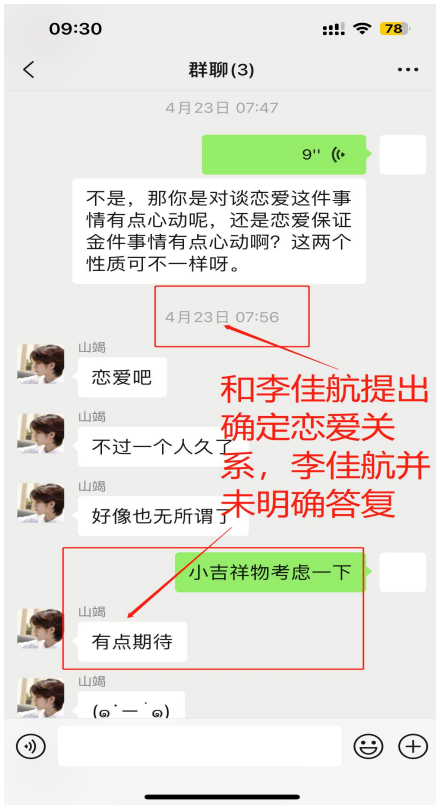 09:30
78
群聊(3)
4月23日 07:47
9''
不是，那你是对谈恋爱这件事
情有点心动呢，还是恋爱保证
金件事情有点心动啊？这两个
性质可不一样呀。
4月23日 07:56
山竭
恋爱吧
山竭
不过一个人久了
山竭
好像也无所谓了
和李佳航提出
确定恋爱关
系，李佳航并
未明确答复
小吉祥物考虑一下
山竭
有点期待
山竭
(๑˙ー˙๑)